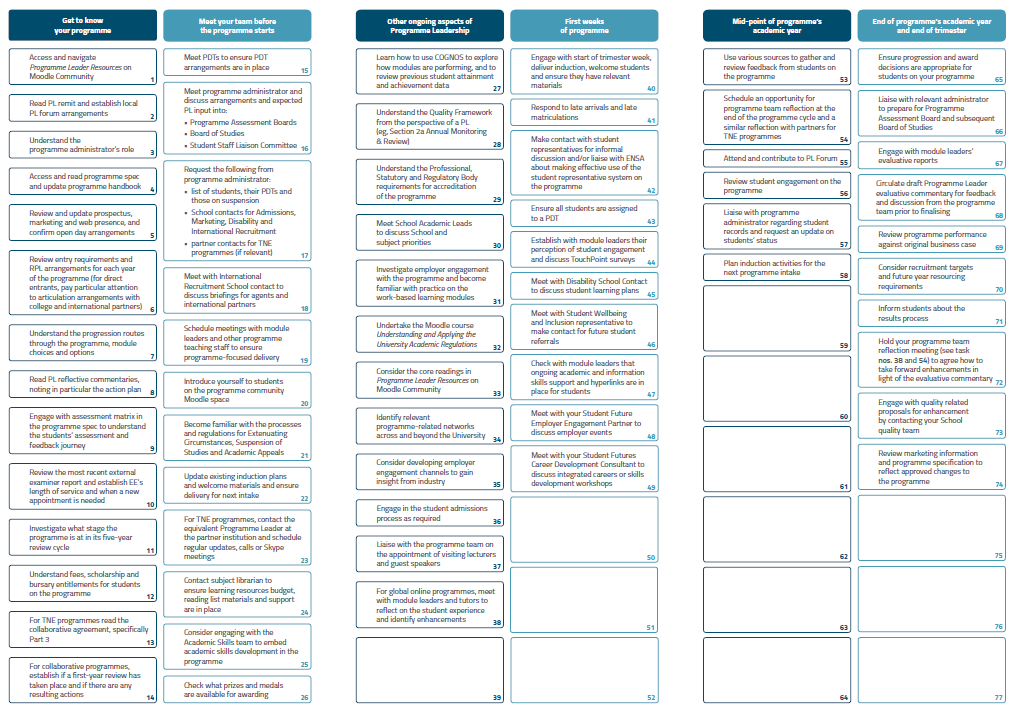 Get to know
your programme
Access and navigate
Programme Leader Resources on
Moodle Community
1
Read PL remit and establish local
PL forum arrangements
2
Understand the
programme administrator's role
3
Access and read programme spec
and update programme handbook
4
Review and update prospectus,
marketing and web presence, and
confirm open day arrangements
5
Review entry requirements and
RPL arrangements for each year
of the programme (for direct
entrants, pay particular attention
to articulation arrangements with
college and international partners)
6
Understand the progression routes
through the programme, module
choices and options
7
Read PL reflective commentaries,
noting in particular the action plan
8
Engage with assessment matrix in
the programme spec to understand
the students' assessment and
feedback journey
9
Review the most recent external
examiner report and establish EE's
length of service and when a new
appointment is needed
10
Investigate what stage the
programme is at in its five-year
review cycle
11
Understand fees, scholarship and
bursary entitlements for students
on the programme
12
For TNE programmes read the
collaborative agreement, specifically
Part 3
13
For collaborative programmes,
establish if a first-year review has
taken place and if there are any
resulting actions
14
Meet your team before
the programme starts
Meet PDTs to ensure PDT
arrangements are in place
15
Meet programme administrator and
discuss arrangements and expected
PL input into:
• Programme Assessment Boards
• Board of Studies
• Student Staff Liaison Committee
16
Request the following from
programme administrator:
• list of students, their PDTs and
those on suspension
• School contacts for Admissions,
Marketing, Disability and
International Recruitment
• partner contacts for TNE
programmes (if relevant)
17
Meet with International
Recruitment School contact to
discuss briefings for agents and
international partners
18
Schedule meetings with module
leaders and other programme
teaching staff to ensure
programme-focused delivery
19
Introduce yourself to students
on the programme community
Moodle space
20
Become familiar with the processes
and regulations for Extenuating
Circumstances, Suspension of
Studies and Academic Appeals
21
Update existing induction plans
and welcome materials and ensure
delivery for next intake
22
For TNE programmes, contact the
equivalent Programme Leader at
the partner institution and schedule
regular updates, calls or Skype
meetings
23
Contact subject librarian to
ensure learning resources budget,
reading list materials and support
are in place
24
Consider engaging with the
Academic Skills team to embed
academic skills development in the
programme
25
Check what prizes and medals
are available for awarding
26
Other ongoing aspects of
Programme Leadership
Learn how to use COGNOS to explore
how modules are performing, and to
review previous student attainment
and achievement data
27
Understand the Quality Framework
from the perspective of a PL
(eg, Section 2a Annual Monitoring
& Review)
28
Understand the Professional,
Statutory and Regulatory Body
requirements for accreditation
of the programme
29
Meet School Academic Leads
to discuss School and
subject priorities
30
Investigate employer engagement
with the programme and become
familiar with practice on the
work-based learning modules
31
Undertake the Moodle course
Understanding and Applying the
University Academic Regulations
32
Consider the core readings in
Programme Leader Resources on
Moodle Community
33
Identify relevant
programme-related networks
across and beyond the University
34
Consider developing employer
engagement channels to gain
insight from industry
35
Engage in the student admissions
process as required
36
Liaise with the programme team on
the appointment of visiting lecturers
and guest speakers
37
For global online programmes, meet
with module leaders and tutors to
reflect on the student experience
and identify enhancements
38
39
First weeks
of programme
Engage with start of trimester week,
deliver induction, welcome students
and ensure they have relevant
materials
40
Respond to late arrivals and late
matriculations
41
Make contact with student
representatives for informal
discussion and/or liaise with ENSA
about making effective use of the
student representative system on
the programme
42
Ensure all students are assigned
to a PDT
43
Establish with module leaders their
perception of student engagement
and discuss TouchPoint surveys
44
Meet with Disability School Contact
to discuss student learning plans
45
Meet with Student Wellbeing
and Inclusion representative to
make contact for future student
referrals
46
Check with module leaders that
ongoing academic and information
skills support and hyperlinks are in
place for students
47
Meet with your Student Future
Employer Engagement Partner to
discuss employer events
48
Meet with your Student Futures
Career Development Consultant to
discuss integrated careers or skills
development workshops
49
50
51
52
Mid-point of programme's
academic year
Use various sources to gather and
review feedback from students on
the programme
53
Schedule an opportunity for
programme team reflection at the
end of the programme cycle and a
similar reflection with partners for
TNE programmes
54
Attend and contribute to PL Forum
55
Review student engagement on the
programme
56
Liaise with programme
administrator regarding student
records and request an update on
students' status
57
Plan induction activities for the
next programme intake
58
59
60
61
62
63
64
End of programme's academic year
and end of trimester
Ensure progression and award
decisions are appropriate for
students on your programme
65
Liaise with relevant administrator
to prepare for Programme
Assessment Board and subsequent
Board of Studies
66
Engage with module leaders'
evaluative reports
67
Circulate draft Programme Leader
evaluative commentary for feedback
and discussion from the programme
team prior to finalising
68
Review programme performance
against original business case
69
Consider recruitment targets
and future year resourcing
requirements
70
Inform students about the
results process
71
Hold your programme team
reflection meeting (see task
nos. 38 and 54) to agree how to
take forward enhancements in
light of the evaluative commentary
72
Engage with quality related
proposals for enhancement
by contacting your School
quality team
73
Review marketing information
and programme specification to
reflect approved changes to
the programme
74
75
76
77